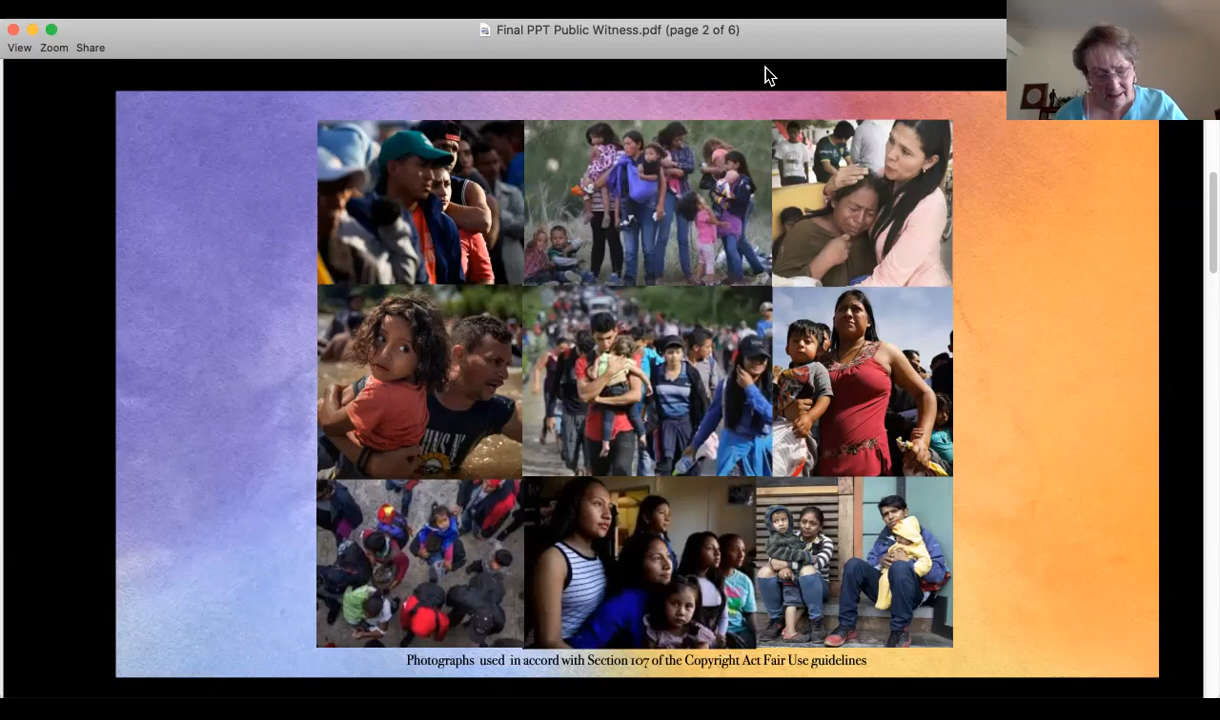 Final PPT Public Witness.pdf (page 2 of 6)
View Zoom Share
GUNS N'
Photographs used in accord with Section 107 of the Copyright Act Fair Use guidelines